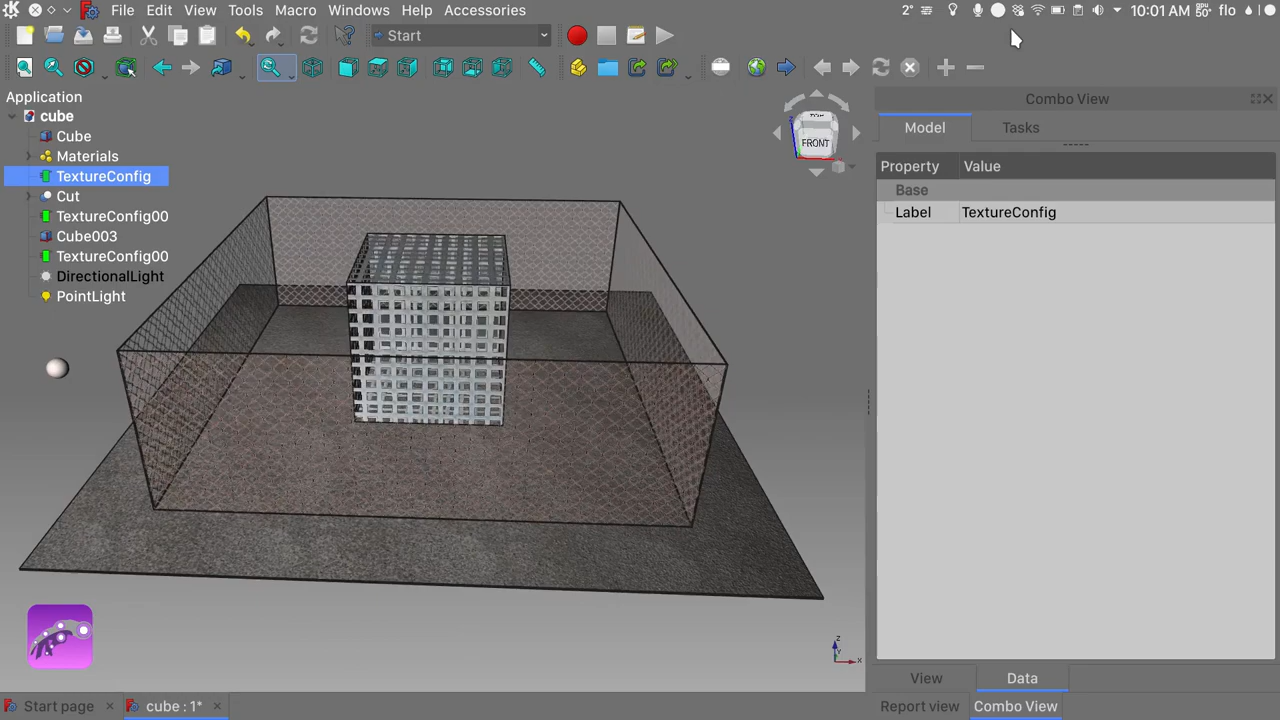 File Edit View Tools Macro Windows Help Accessories
2° 10:01 AM flo
Start
Application
cube
Cube
Materials
TextureConfig
Cut
TextureConfig00
Cube003
TextureConfig00
DirectionalLight
PointLight
FRONT
z
x
Combo View
Model Tasks
Property Value
Base
Label TextureConfig
View Data
Start page cube : 1* Report view Combo View